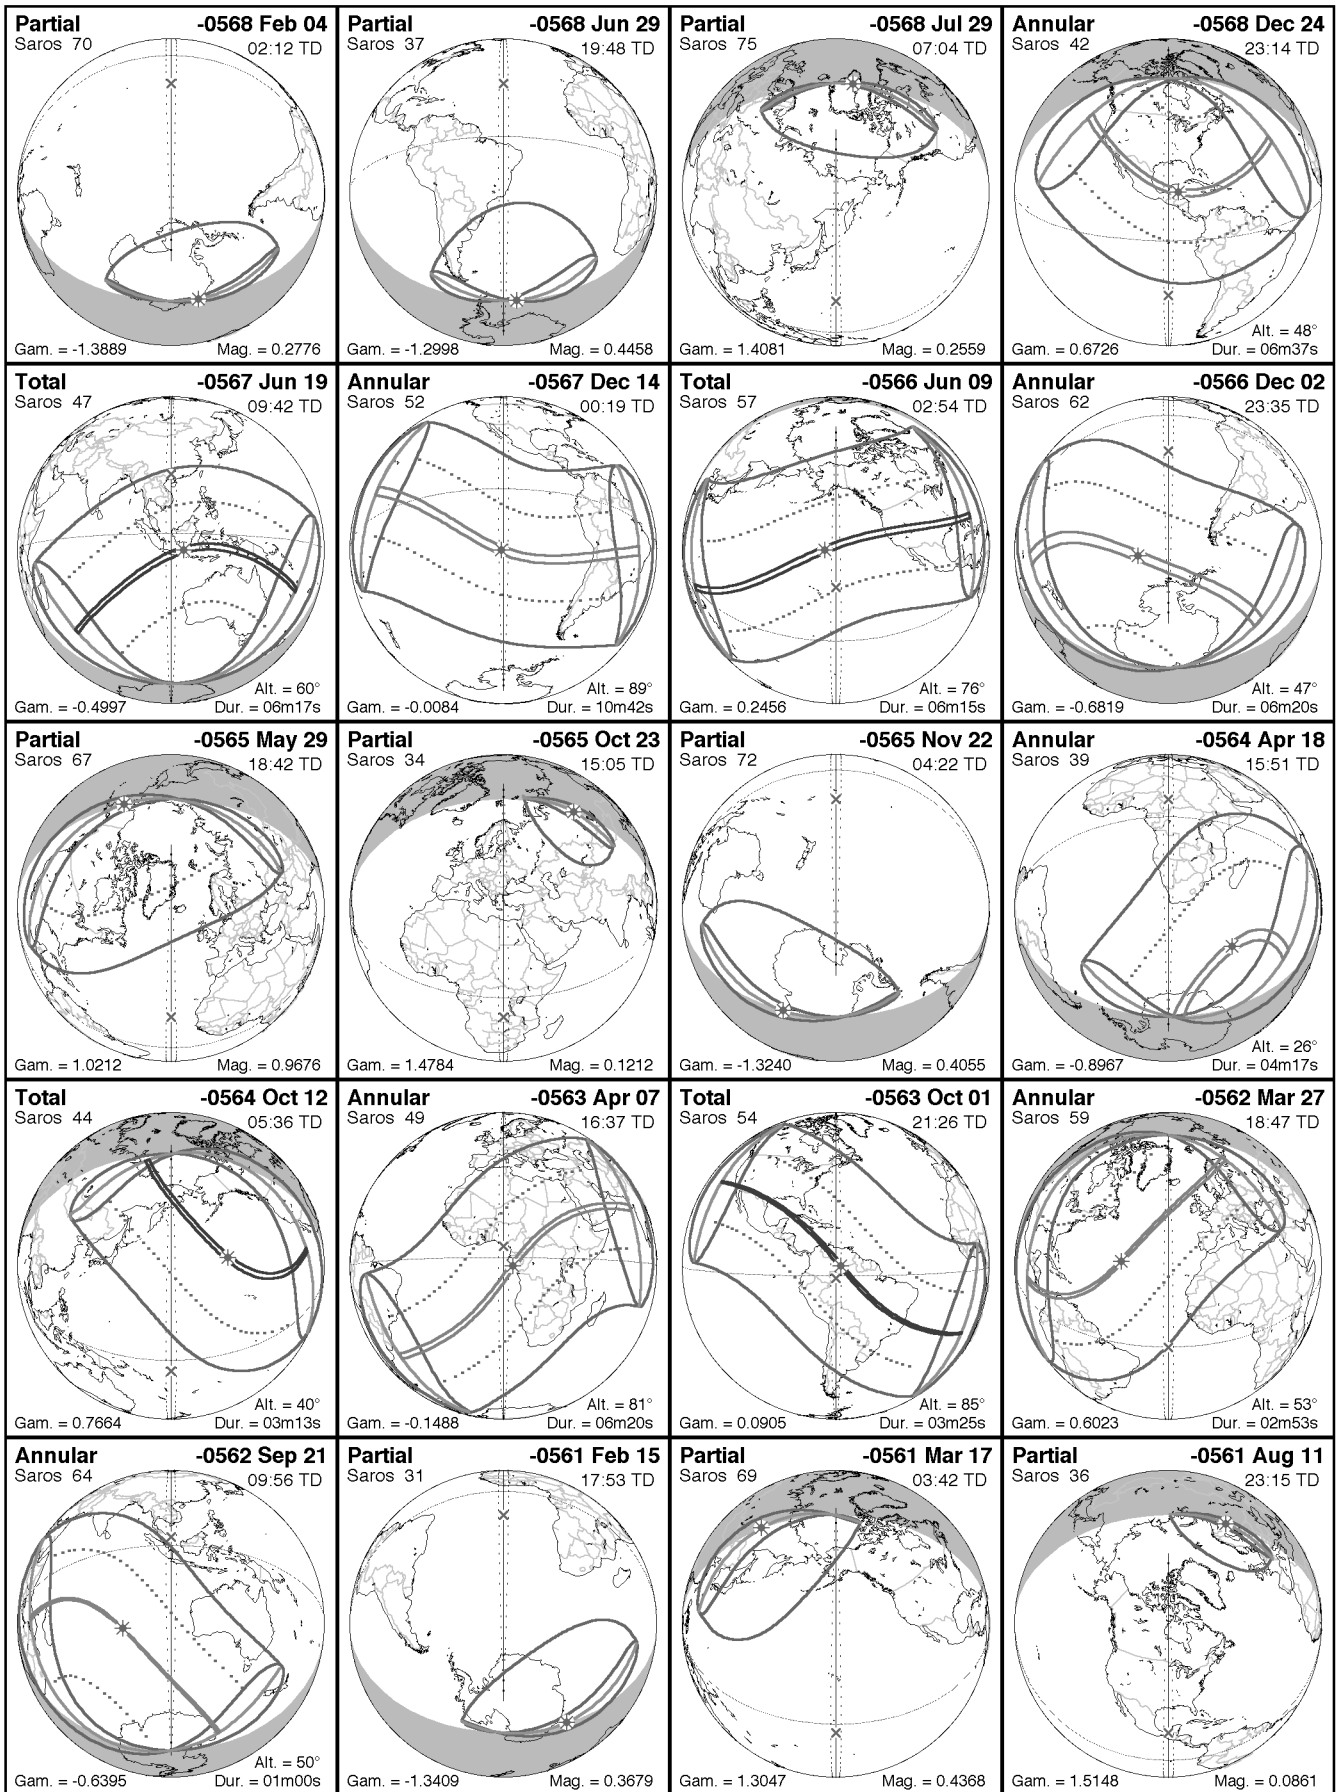 Partial -0568 Feb 04
Saros 70 02:12 TD
Gam. = -1.3889 Mag. = 0.2776
Partial -0568 Jun 29
Saros 37 19:48 TD
Gam. = -1.2998 Mag. = 0.4458
Partial -0568 Jul 29
Saros 75 07:04 TD
Gam. = 1.4081 Mag. = 0.2559
Annular -0568 Dec 24
Saros 42 23:14 TD
Alt. = 48°
Gam. = 0.6726 Dur. = 06m37s
Total -0567 Jun 19
Saros 47 09:42 TD
Alt. = 60°
Gam. = -0.4997 Dur. = 06m17s
Annular -0567 Dec 14
Saros 52 00:19 TD
Alt. = 89°
Gam. = -0.0084 Dur. = 10m42s
Total -0566 Jun 09
Saros 57 02:54 TD
Alt. = 76°
Gam. = 0.2456 Dur. = 06m15s
Annular -0566 Dec 02
Saros 62 23:35 TD
Alt. = 47°
Gam. = -0.6819 Dur. = 06m20s
Partial -0565 May 29
Saros 67 18:42 TD
Gam. = 1.0212 Mag. = 0.9676
Partial -0565 Oct 23
Saros 34 15:05 TD
Gam. = 1.4784 Mag. = 0.1212
Partial -0565 Nov 22
Saros 72 04:22 TD
Gam. = -1.3240 Mag. = 0.4055
Annular -0564 Apr 18
Saros 39 15:51 TD
Alt. = 26°
Gam. = -0.8967 Dur. = 04m17s
Total -0564 Oct 12
Saros 44 05:36 TD
Alt. = 40°
Gam. = 0.7664 Dur. = 03m13s
Annular -0563 Apr 07
Saros 49 16:37 TD
Alt. = 81°
Gam. = -0.1488 Dur. = 06m20s
Total -0563 Oct 01
Saros 54 21:26 TD
Alt. = 85°
Gam. = 0.0905 Dur. = 03m25s
Annular -0562 Mar 27
Saros 59 18:47 TD
Alt. = 53°
Gam. = 0.6023 Dur. = 02m53s
Annular -0562 Sep 21
Saros 64 09:56 TD
Alt. = 50°
Gam. = -0.6395 Dur. = 01m00s
Partial -0561 Feb 15
Saros 31 17:53 TD
Gam. = -1.3409 Mag. = 0.3679
Partial -0561 Mar 17
Saros 69 03:42 TD
Gam. = 1.3047 Mag. = 0.4368
Partial -0561 Aug 11
Saros 36 23:15 TD
Gam. = 1.5148 Mag. = 0.0861